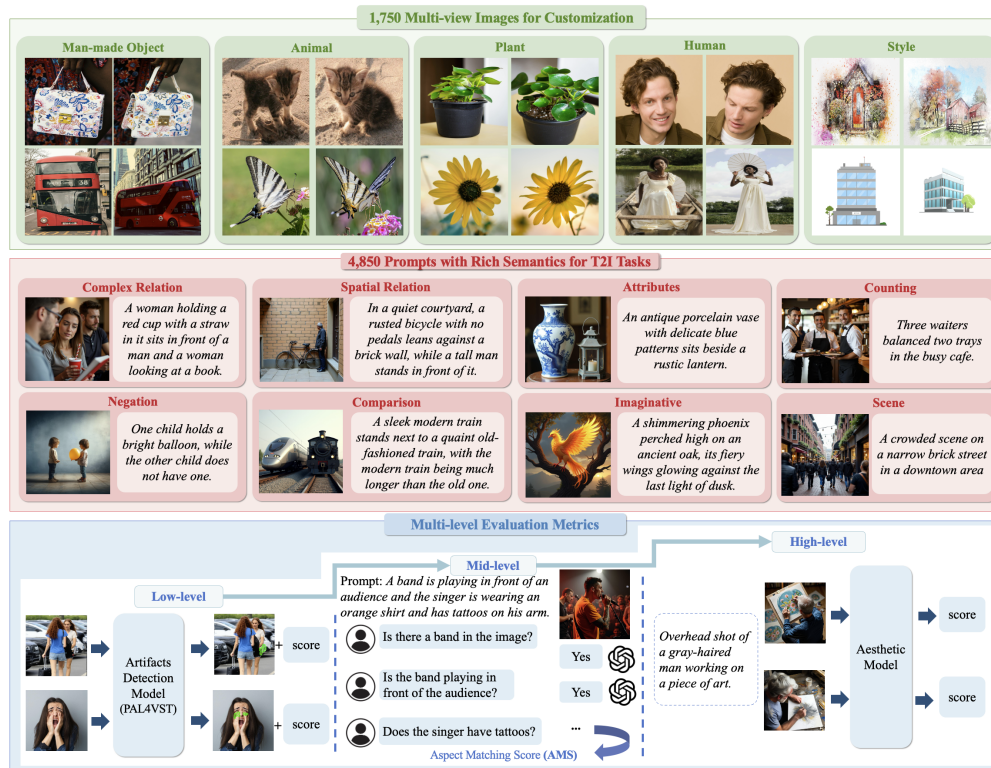 1,750 Multi-view Images for Customization
Man-made Object
Animal
Plant
Human
Style
38
4,850 Prompts with Rich Semantics for T2I Tasks
Complex Relation
A woman holding a
red cup with a straw
in it sits in front of a
man and a woman
looking at a book.
Spatial Relation
In a quiet courtyard, a
rusted bicycle with no
pedals leans against a
brick wall, while a tall man
stands in front of it.
Attributes
An antique porcelain vase
with delicate blue
patterns sits beside a
rustic lantern.
Counting
Three waiters
balanced two trays
in the busy cafe.
Negation
One child holds a
bright balloon, while
the other child does
not have one.
Comparison
A sleek modern train
stands next to a quaint old-
fashioned train, with the
modern train being much
longer than the old one.
Imaginative
A shimmering phoenix
perched high on an
ancient oak, its fiery
wings glowing against the
last light of dusk.
Scene
A crowded scene on
a narrow brick street
in a downtown area
Multi-level Evaluation Metrics
Low-level
Artifacts
Detection
Model
(PAL4VST)
+ score
+ score
Mid-level
Prompt: A band is playing in front of an
audience and the singer is wearing an
orange shirt and has tattoos on his arm.
Is there a band in the image?
Yes
Is the band playing in
front of the audience?
Yes
Does the singer have tattoos?
...
Aspect Matching Score (AMS)
High-level
Overhead shot of
a gray-haired
man working on
a piece of art.
Aesthetic
Model
score
score